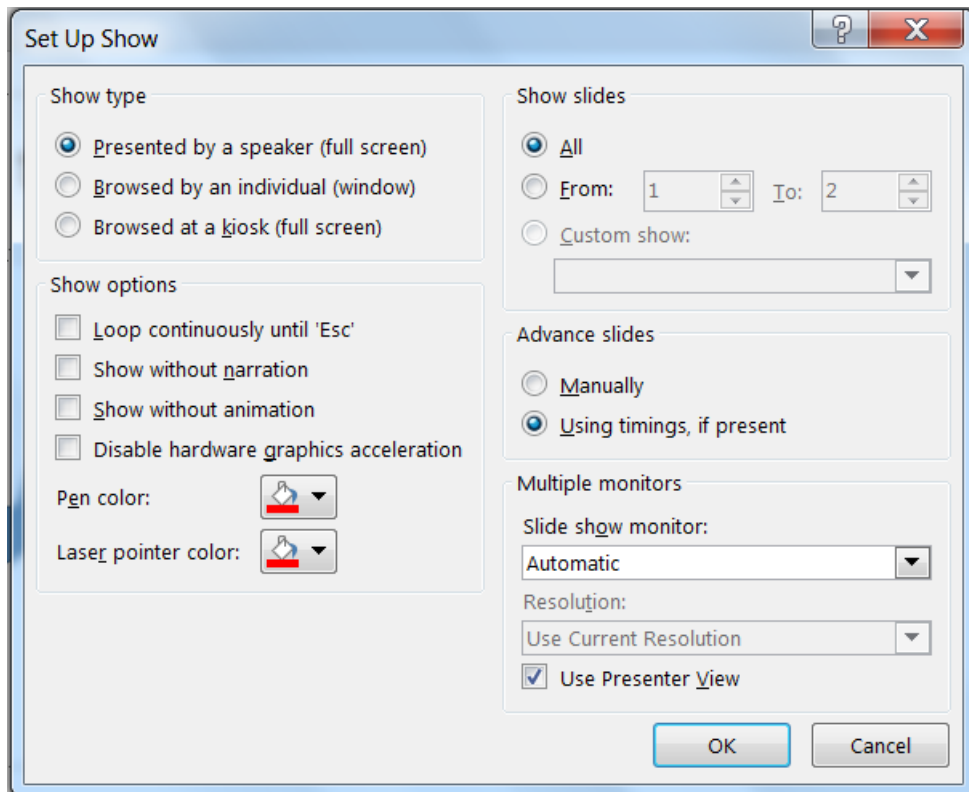 Set Up Show
Show type
Presented by a speaker (full screen)
Browsed by an individual (window)
Browsed at a kiosk (full screen)
Show options
Loop continuously until 'Esc'
Show without narration
Show without animation
Disable hardware graphics acceleration
Pen color:
Laser pointer color:
Show slides
All
From: 1 To: 2
Custom show:
Advance slides
Manually
Using timings, if present
Multiple monitors
Slide show monitor:
Automatic
Resolution:
Use Current Resolution
Use Presenter View
OK Cancel